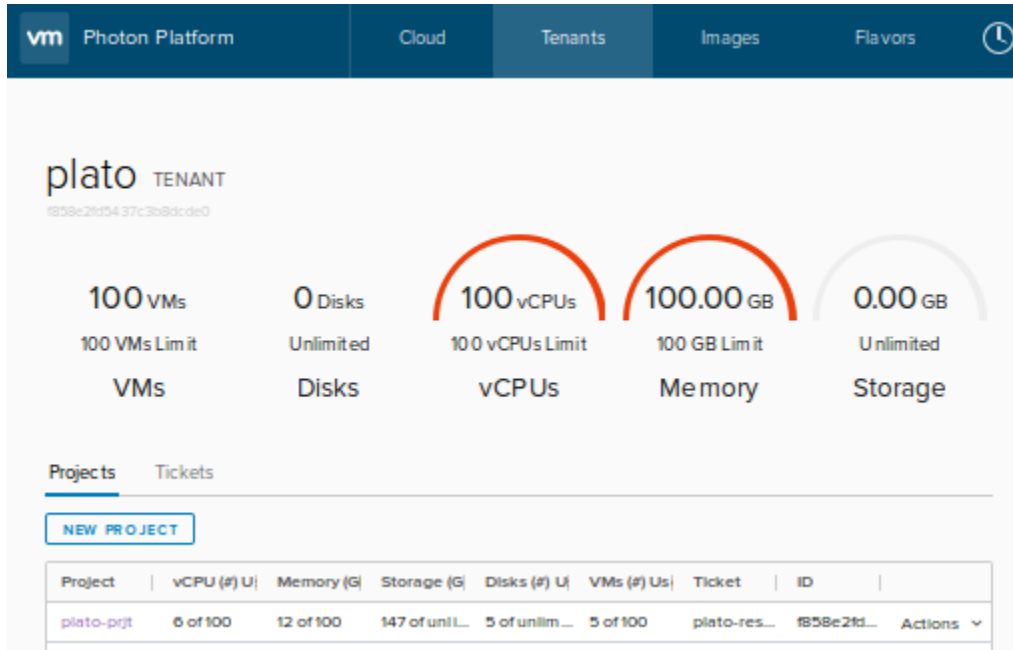 vm Photon Platform Cloud Tenants Images Flavors
plato TENANT
f858e2fd5437c3b8dcde0
100 VMs 0 Disks 100 vCPUs 100.00 GB 0.00 GB
100 VMs Limit Unlimited 100 vCPUs Limit 100 GB Limit Unlimited
VMs Disks vCPUs Memory Storage
Projects Tickets
NEW PROJECT
Project vCPU (#) U Memory (G Storage (G Disks (#) U VMs (#) Us Ticket ID
plato-prjt 6 of 100 12 of 100 147 of unli... 5 of unlim... 5 of 100 plato-res... f858e2fd... Actions